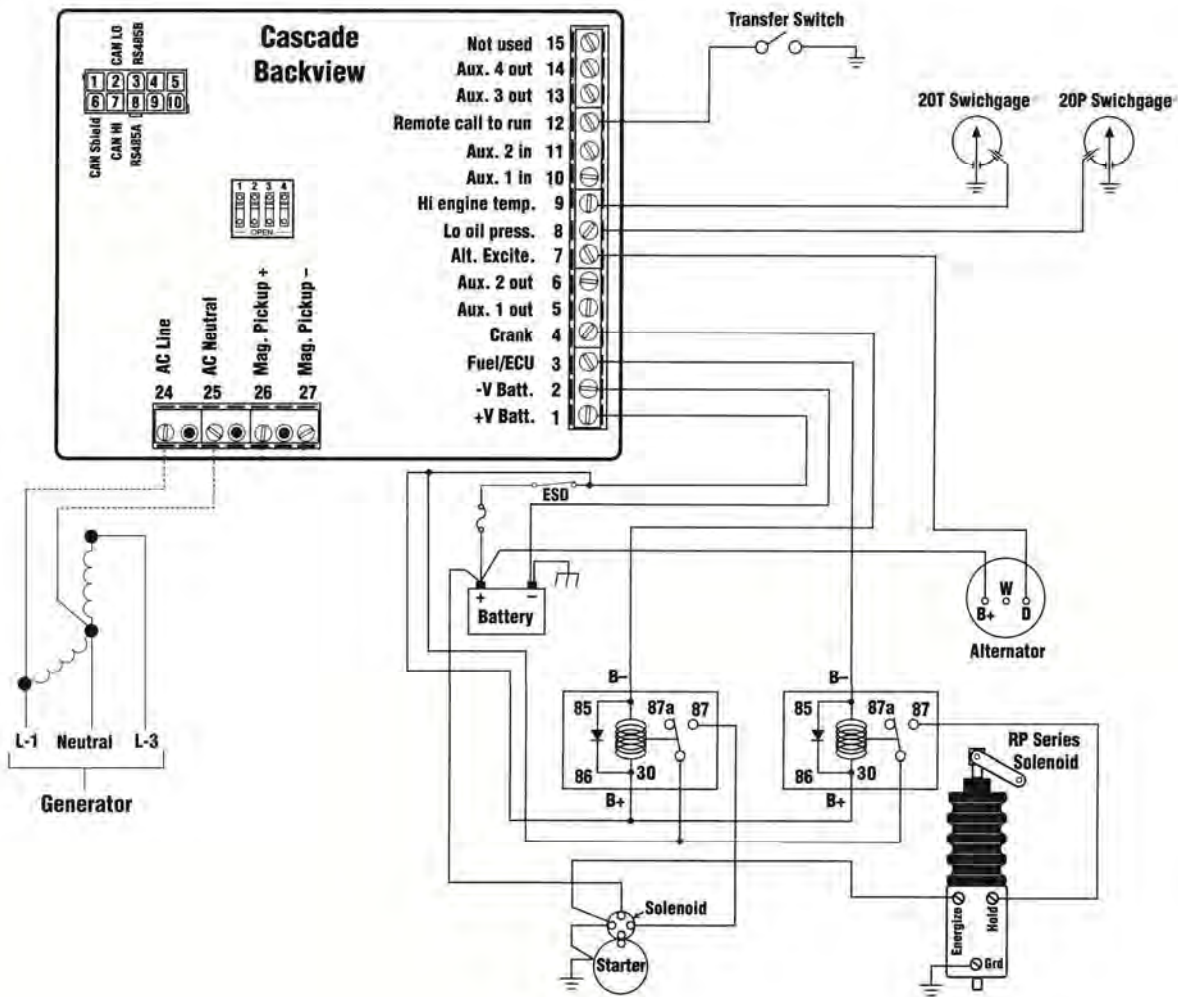 Cascade
Backview
CAN LO
RS485B
1 2 3 4 5
6 7 8 9 10
CAN Shield
CAN HI
RS485A
1 2 3 4
OPEN
Not used 15
Aux. 4 out 14
Aux. 3 out 13
Remote call to run 12
Aux. 2 in 11
Aux. 1 in 10
Hi engine temp. 9
Lo oil press. 8
Alt. Excite. 7
Aux. 2 out 6
Aux. 1 out 5
Crank 4
Fuel/ECU 3
-V Batt. 2
+V Batt. 1
AC Line
AC Neutral
Mag. Pickup +
Mag. Pickup –
24 25 26 27
Transfer Switch
20T Swichgage
20P Swichgage
ESD
+ –
Battery
B+ W D
Alternator
L-1 Neutral L-3
Generator
B–
85 87a 87
86 30
B+
B–
85 87a 87
86 30
B+
RP Series
Solenoid
Energize
Hold
Grd
Solenoid
Starter